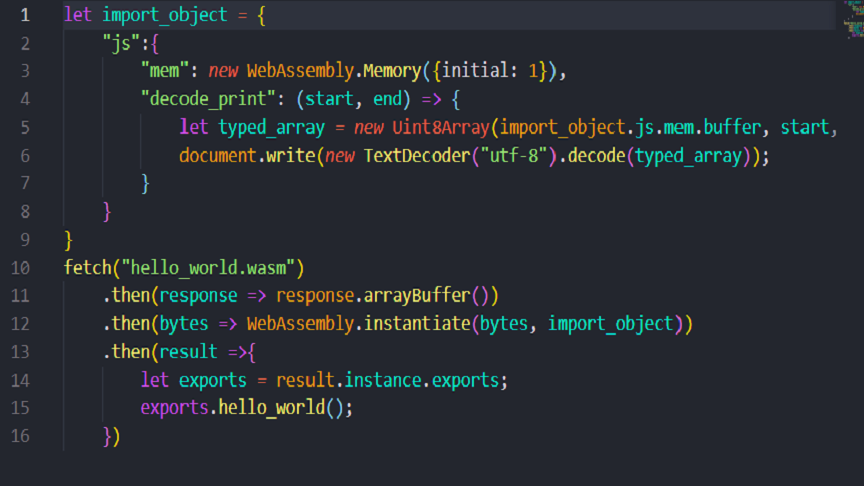 1 let import_object = {
2 "js":{
3 "mem": new WebAssembly.Memory({initial: 1}),
4 "decode_print": (start, end) => {
5 let typed_array = new Uint8Array(import_object.js.mem.buffer, start,
6 document.write(new TextDecoder("utf-8").decode(typed_array));
7 }
8 }
9 }
10 fetch("hello_world.wasm")
11 .then(response => response.arrayBuffer())
12 .then(bytes => WebAssembly.instantiate(bytes, import_object))
13 .then(result =>{
14 let exports = result.instance.exports;
15 exports.hello_world();
16 })